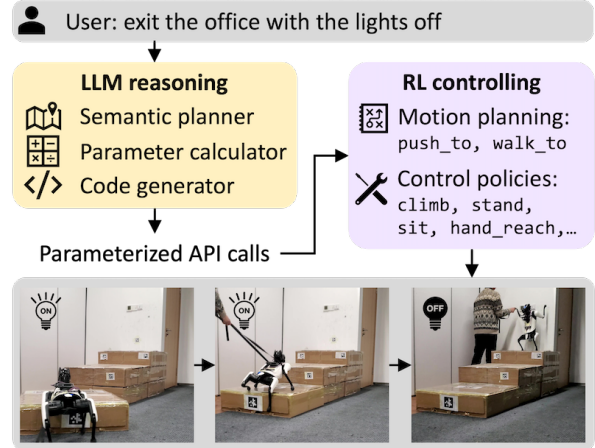 User: exit the office with the lights off
LLM reasoning
Semantic planner
Parameter calculator
Code generator
Parameterized API calls
RL controlling
Motion planning:
push_to, walk_to
Control policies:
climb, stand,
sit, hand_reach,…
ON
ON
OFF